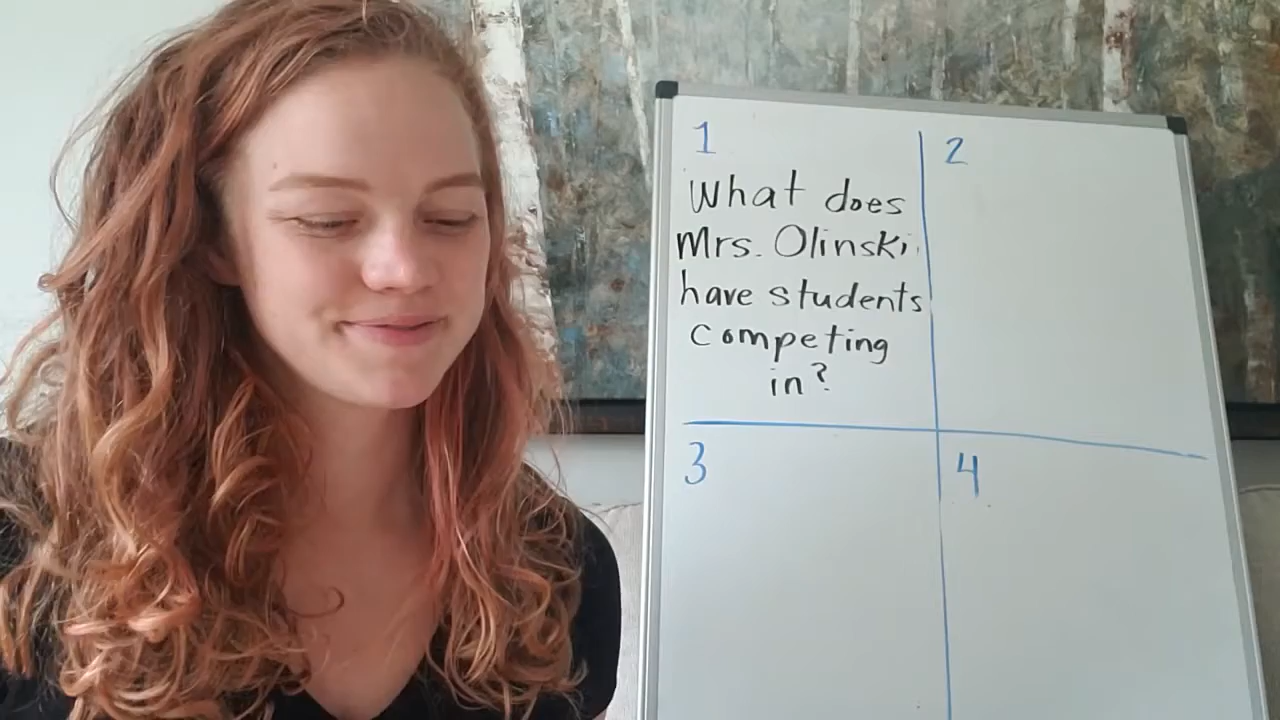 1
What does
Mrs. Olinski
have students
competing
in?
2
3
4